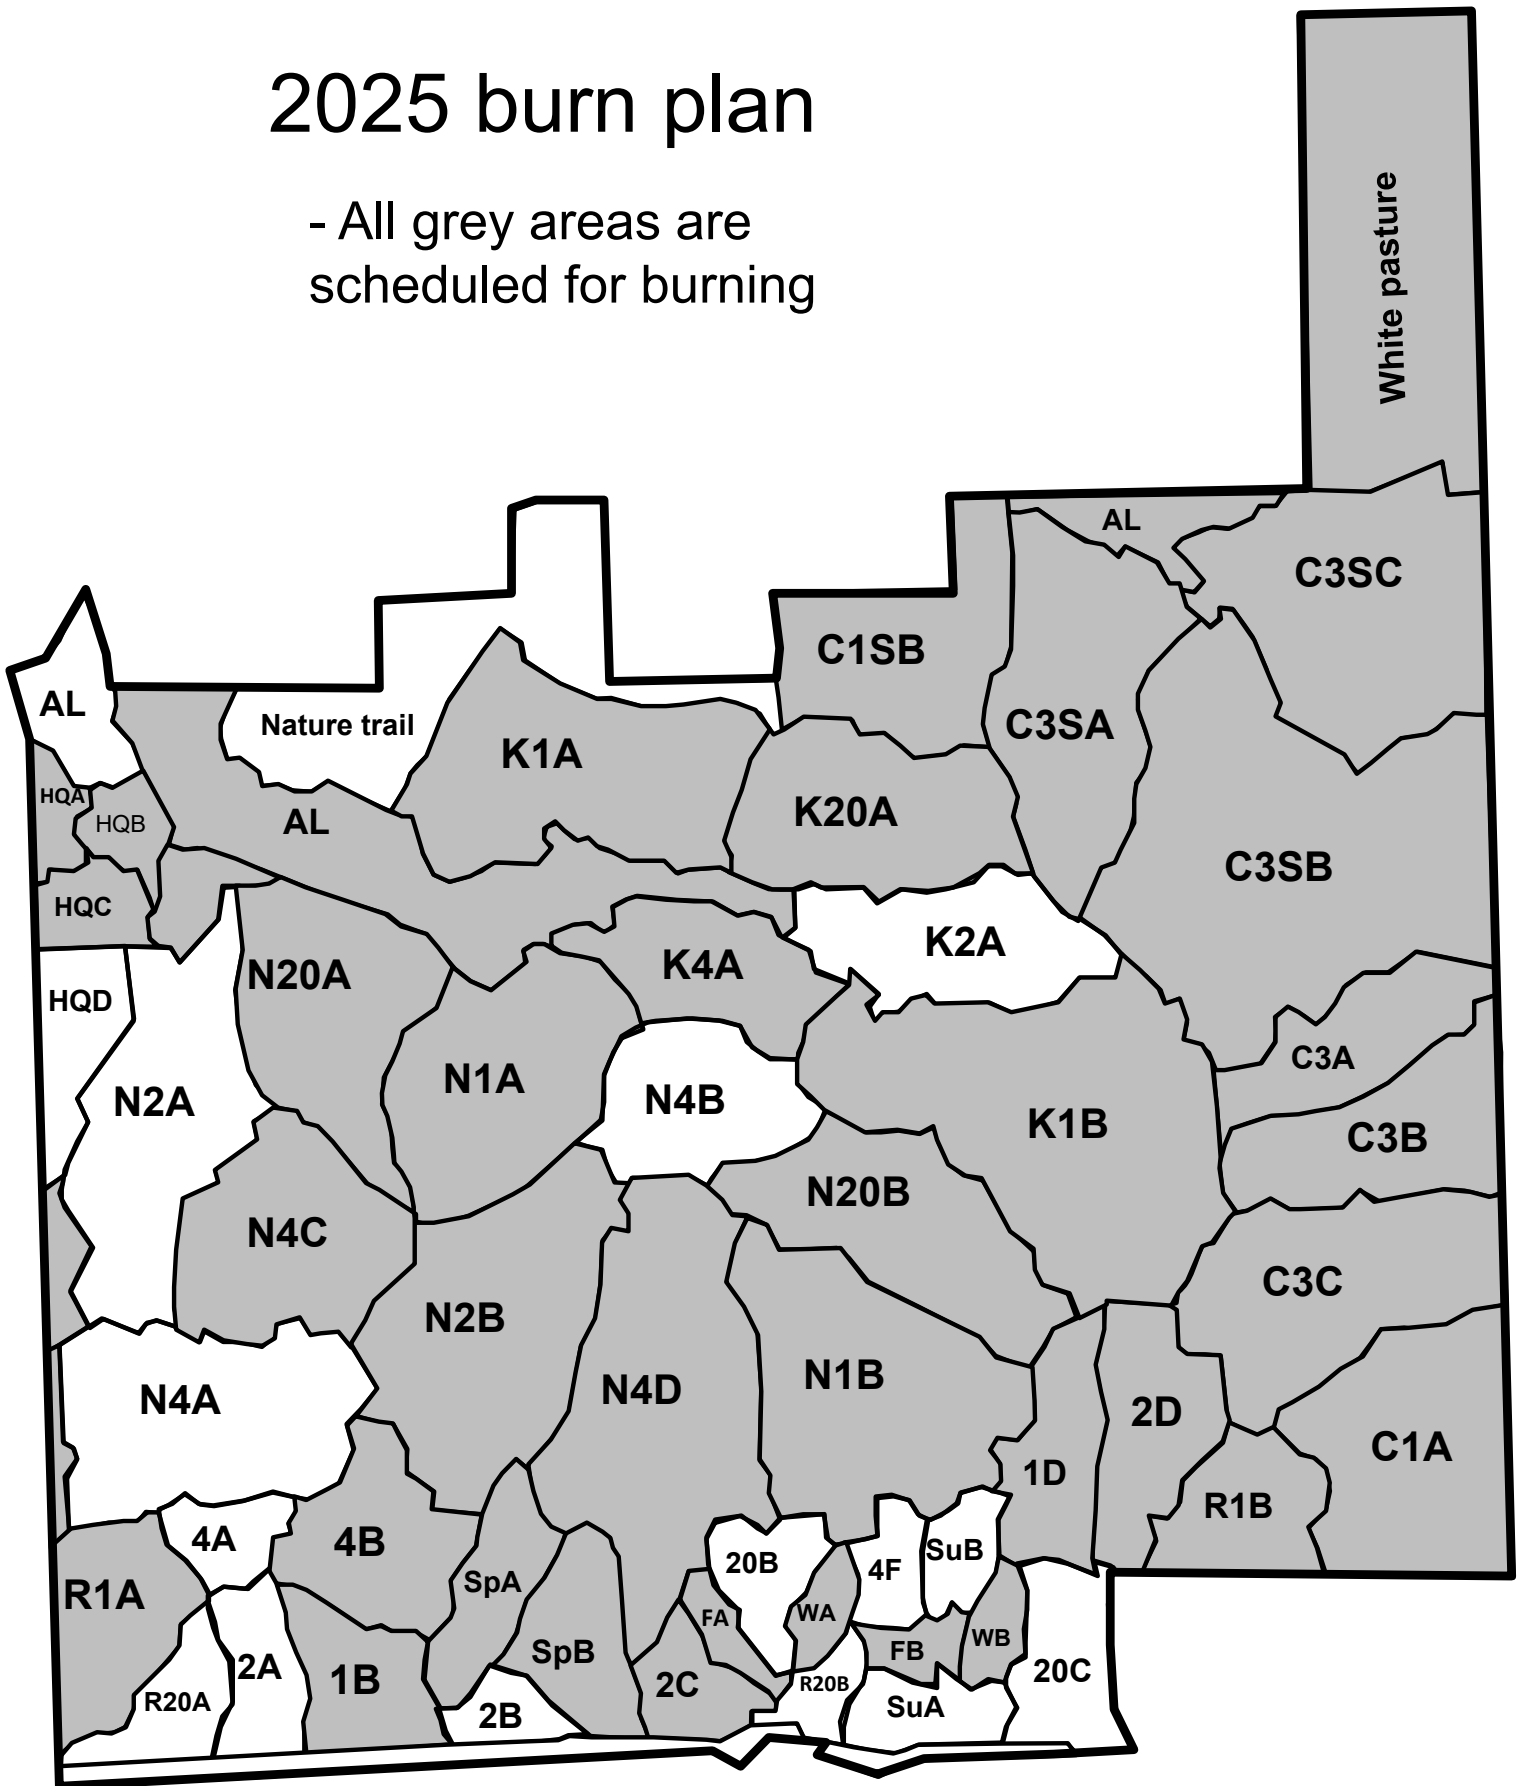 2025 burn plan
- All grey areas are
scheduled for burning
White pasture
AL
C3SC
C1SB
AL
Nature trail
C3SA
K1A
HQA
HQB
AL
K20A
C3SB
HQC
K2A
K4A
N20A
HQD
C3A
N1A
N2A
N4B
K1B
C3B
N20B
N4C
C3C
N2B
N1B
N4D
N4A
2D
C1A
1D
R1B
4A
4B
20B
4F
SuB
SpA
R1A
FA
WA
WB
SpB
FB
2A
1B
2C
20C
R20A
R20B
SuA
2B